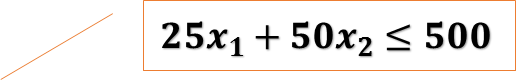 25x₁ + 50x₂ ≤ 500